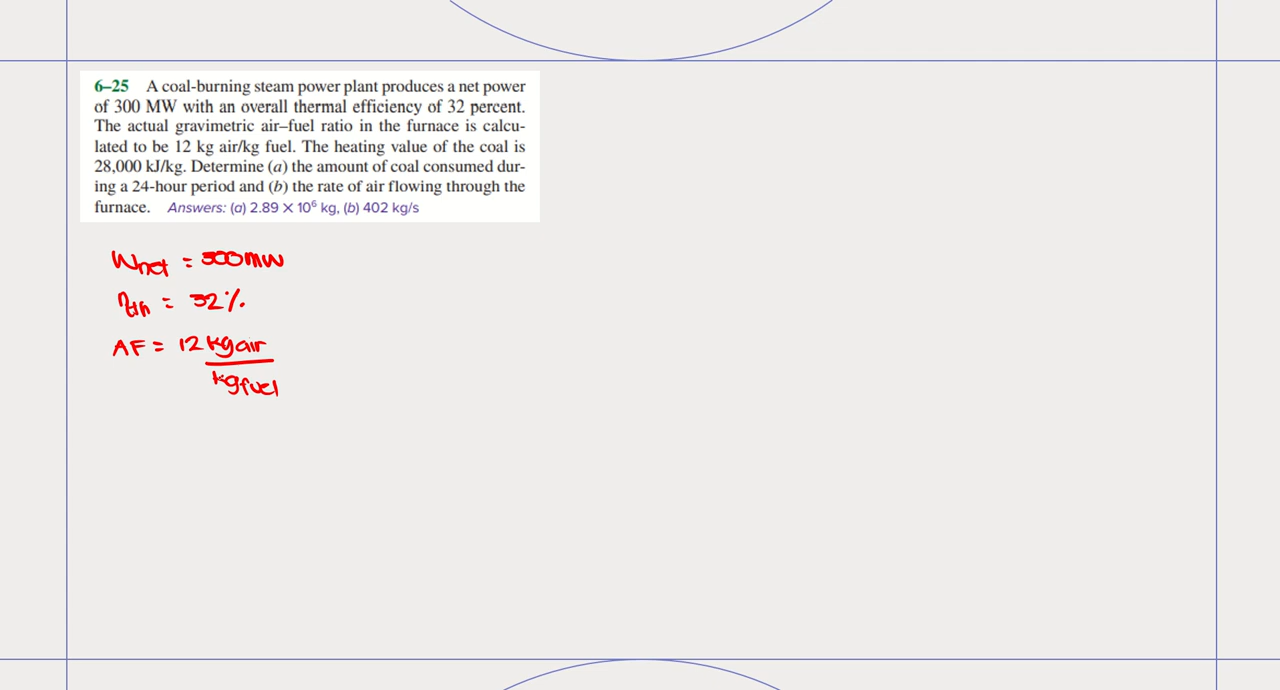 6–25 A coal-burning steam power plant produces a net power
of 300 MW with an overall thermal efficiency of 32 percent.
The actual gravimetric air–fuel ratio in the furnace is calcu-
lated to be 12 kg air/kg fuel. The heating value of the coal is
28,000 kJ/kg. Determine (a) the amount of coal consumed dur-
ing a 24-hour period and (b) the rate of air flowing through the
furnace. Answers: (a) 2.89 × 10⁶ kg, (b) 402 kg/s
Wnet = 300MW
ηth = 32%
AF = 12 kg air
kg fuel